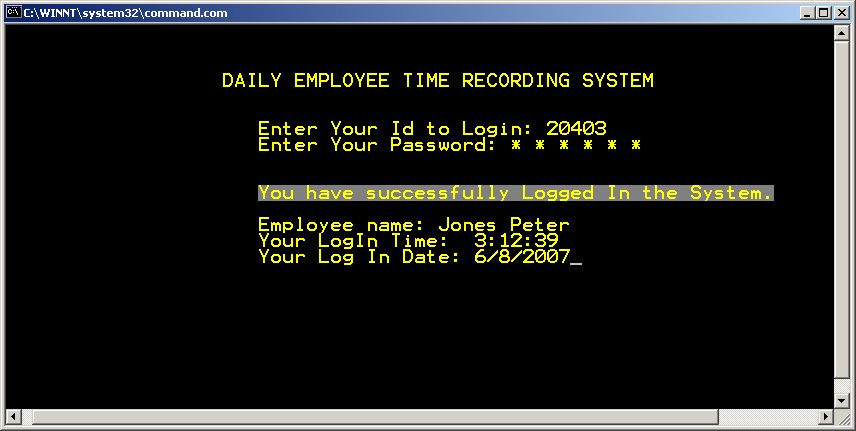 C:\WINNT\system32\command.com
DAILY EMPLOYEE TIME RECORDING SYSTEM
Enter Your Id to Login: 20403
Enter Your Password: * * * * * *
You have successfully Logged In the System.
Employee name: Jones Peter
Your LogIn Time:  3:12:39
Your Log In Date: 6/8/2007_